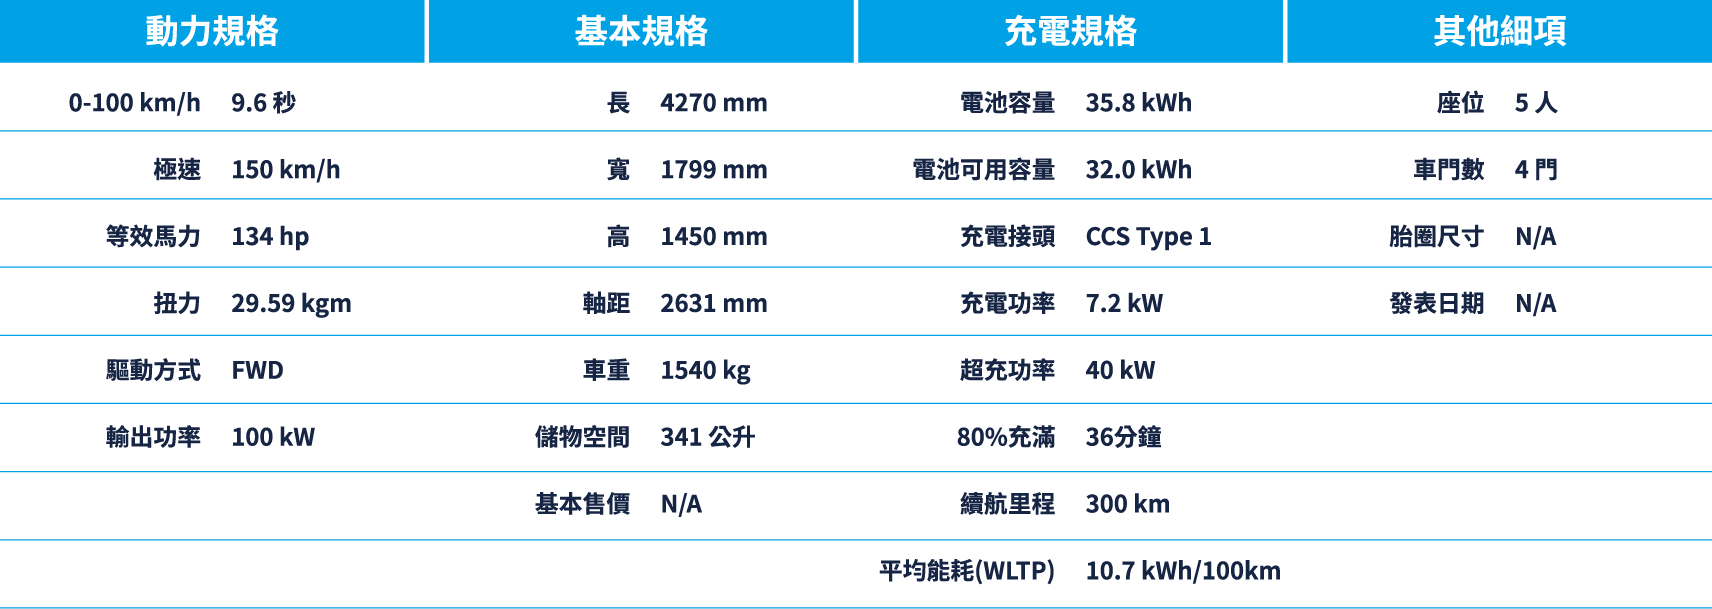 動力規格 基本規格 充電規格 其他細項
0-100 km/h 9.6 秒 長 4270 mm 電池容量 35.8 kWh 座位 5 人
極速 150 km/h 寬 1799 mm 電池可用容量 32.0 kWh 車門數 4 門
等效馬力 134 hp 高 1450 mm 充電接頭 CCS Type 1 胎圈尺寸 N/A
扭力 29.59 kgm 軸距 2631 mm 充電功率 7.2 kW 發表日期 N/A
驅動方式 FWD 車重 1540 kg 超充功率 40 kW
輸出功率 100 kW 儲物空間 341 公升 80%充滿 36分鐘
基本售價 N/A 續航里程 300 km
平均能耗(WLTP) 10.7 kWh/100km